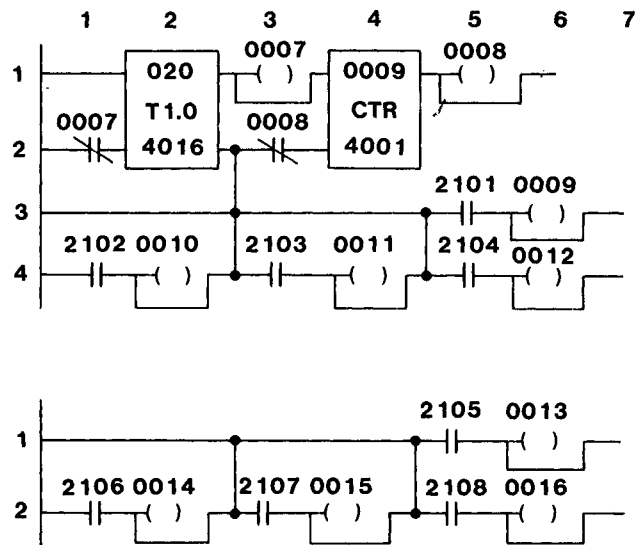 1 2 3 4 5 6 7
0007 0008
1 020 ( ) 0009 ( )
T1.0 CTR
0007 0008
2 4016 4001
2101 0009
3 ( )
2102 0010 2103 0011 2104 0012
4 ( ) ( ) ( )
2105 0013
1 ( )
2106 0014 2107 0015 2108 0016
2 ( ) ( ) ( )